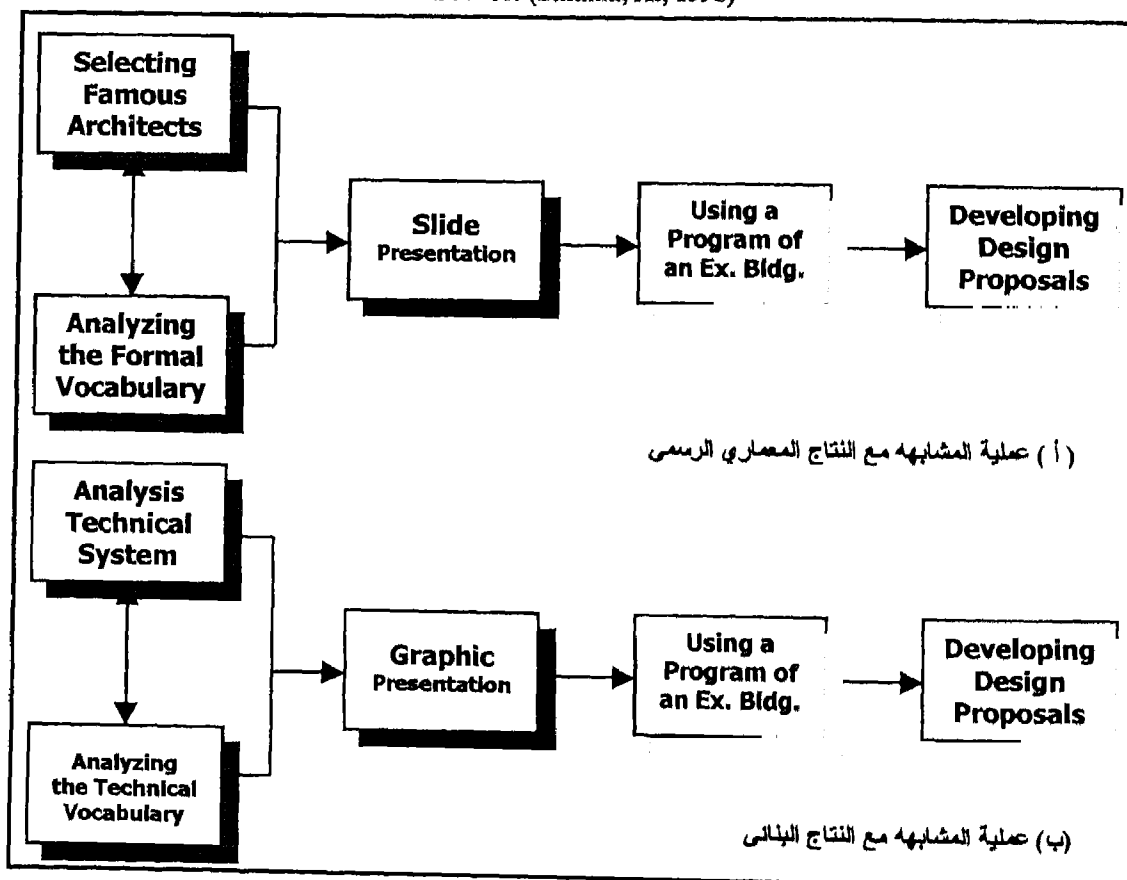 Selecting
Famous
Architects
Slide
Presentation
Using a
Program of
an Ex. Bldg.
Developing
Design
Proposals
Analyzing
the Formal
Vocabulary
( أ ) عملية المشابهه مع النتاج المعماري الرسمى
Analysis
Technical
System
Graphic
Presentation
Using a
Program of
an Ex. Bldg.
Developing
Design
Proposals
Analyzing
the Technical
Vocabulary
(ب) عملية المشابهه مع النتاج البنائى